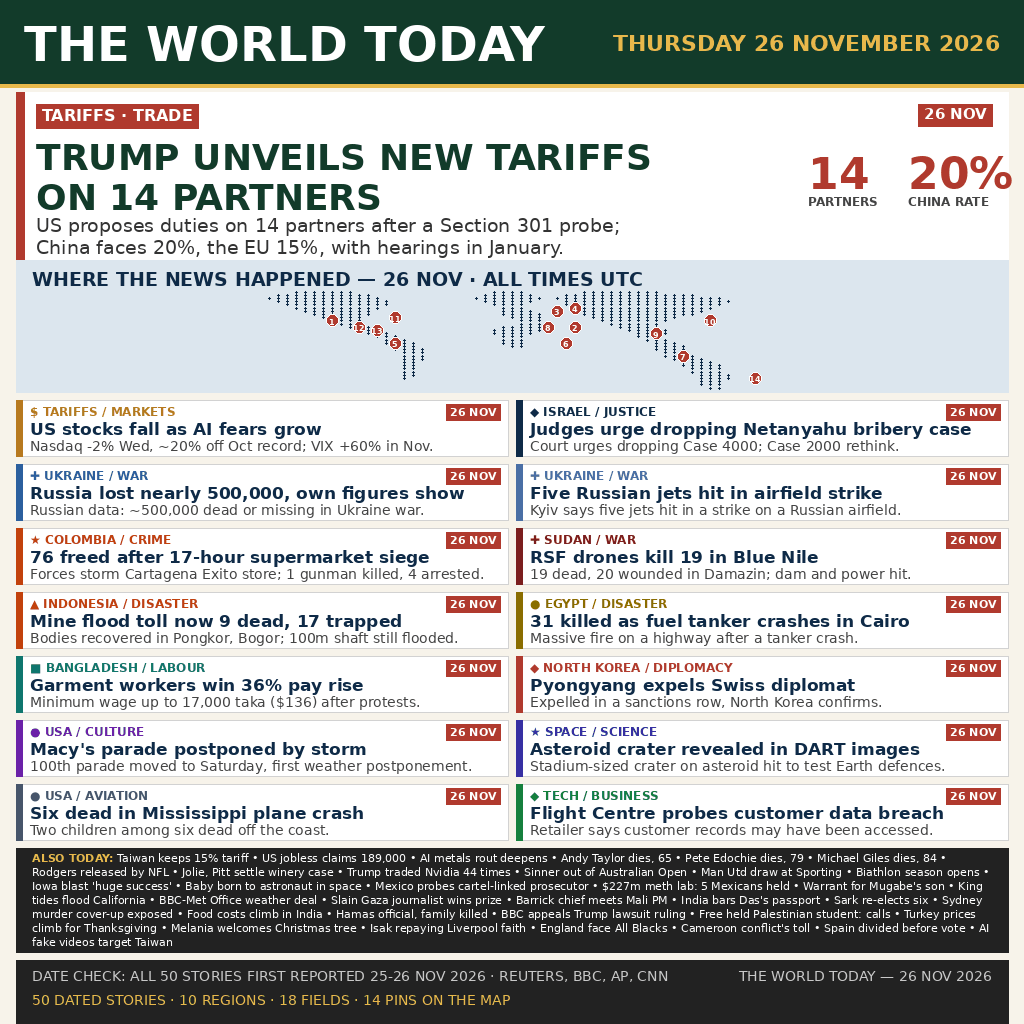 THE WORLD TODAY
THURSDAY 26 NOVEMBER 2026
TARIFFS · TRADE
26 NOV
TRUMP UNVEILS NEW TARIFFS
ON 14 PARTNERS
14
PARTNERS
20%
CHINA RATE
US proposes duties on 14 partners after a Section 301 probe;
China faces 20%, the EU 15%, with hearings in January.
WHERE THE NEWS HAPPENED — 26 NOV · ALL TIMES UTC
1
12
13
11
5
3
4
8
2
6
9
10
7
14
$ TARIFFS / MARKETS
26 NOV
US stocks fall as AI fears grow
Nasdaq -2% Wed, ~20% off Oct record; VIX +60% in Nov.
◆ ISRAEL / JUSTICE
26 NOV
Judges urge dropping Netanyahu bribery case
Court urges dropping Case 4000; Case 2000 rethink.
✚ UKRAINE / WAR
26 NOV
Russia lost nearly 500,000, own figures show
Russian data: ~500,000 dead or missing in Ukraine war.
✚ UKRAINE / WAR
26 NOV
Five Russian jets hit in airfield strike
Kyiv says five jets hit in a strike on a Russian airfield.
★ COLOMBIA / CRIME
26 NOV
76 freed after 17-hour supermarket siege
Forces storm Cartagena Exito store; 1 gunman killed, 4 arrested.
✚ SUDAN / WAR
26 NOV
RSF drones kill 19 in Blue Nile
19 dead, 20 wounded in Damazin; dam and power hit.
▲ INDONESIA / DISASTER
26 NOV
Mine flood toll now 9 dead, 17 trapped
Bodies recovered in Pongkor, Bogor; 100m shaft still flooded.
● EGYPT / DISASTER
26 NOV
31 killed as fuel tanker crashes in Cairo
Massive fire on a highway after a tanker crash.
■ BANGLADESH / LABOUR
26 NOV
Garment workers win 36% pay rise
Minimum wage up to 17,000 taka ($136) after protests.
◆ NORTH KOREA / DIPLOMACY
26 NOV
Pyongyang expels Swiss diplomat
Expelled in a sanctions row, North Korea confirms.
● USA / CULTURE
26 NOV
Macy's parade postponed by storm
100th parade moved to Saturday, first weather postponement.
★ SPACE / SCIENCE
26 NOV
Asteroid crater revealed in DART images
Stadium-sized crater on asteroid hit to test Earth defences.
● USA / AVIATION
26 NOV
Six dead in Mississippi plane crash
Two children among six dead off the coast.
◆ TECH / BUSINESS
26 NOV
Flight Centre probes customer data breach
Retailer says customer records may have been accessed.
ALSO TODAY: Taiwan keeps 15% tariff • US jobless claims 189,000 • AI metals rout deepens • Andy Taylor dies, 65 • Pete Edochie dies, 79 • Michael Giles dies, 84 •
Rodgers released by NFL • Jolie, Pitt settle winery case • Trump traded Nvidia 44 times • Sinner out of Australian Open • Man Utd draw at Sporting • Biathlon season opens •
Iowa blast 'huge success' • Baby born to astronaut in space • Mexico probes cartel-linked prosecutor • $227m meth lab: 5 Mexicans held • Warrant for Mugabe's son • King
tides flood California • BBC-Met Office weather deal • Slain Gaza journalist wins prize • Barrick chief meets Mali PM • India bars Das's passport • Sark re-elects six • Sydney
murder cover-up exposed • Food costs climb in India • Hamas official, family killed • BBC appeals Trump lawsuit ruling • Free held Palestinian student: calls • Turkey prices
climb for Thanksgiving • Melania welcomes Christmas tree • Isak repaying Liverpool faith • England face All Blacks • Cameroon conflict's toll • Spain divided before vote • AI
fake videos target Taiwan
DATE CHECK: ALL 50 STORIES FIRST REPORTED 25-26 NOV 2026 · REUTERS, BBC, AP, CNN
THE WORLD TODAY — 26 NOV 2026
50 DATED STORIES · 10 REGIONS · 18 FIELDS · 14 PINS ON THE MAP